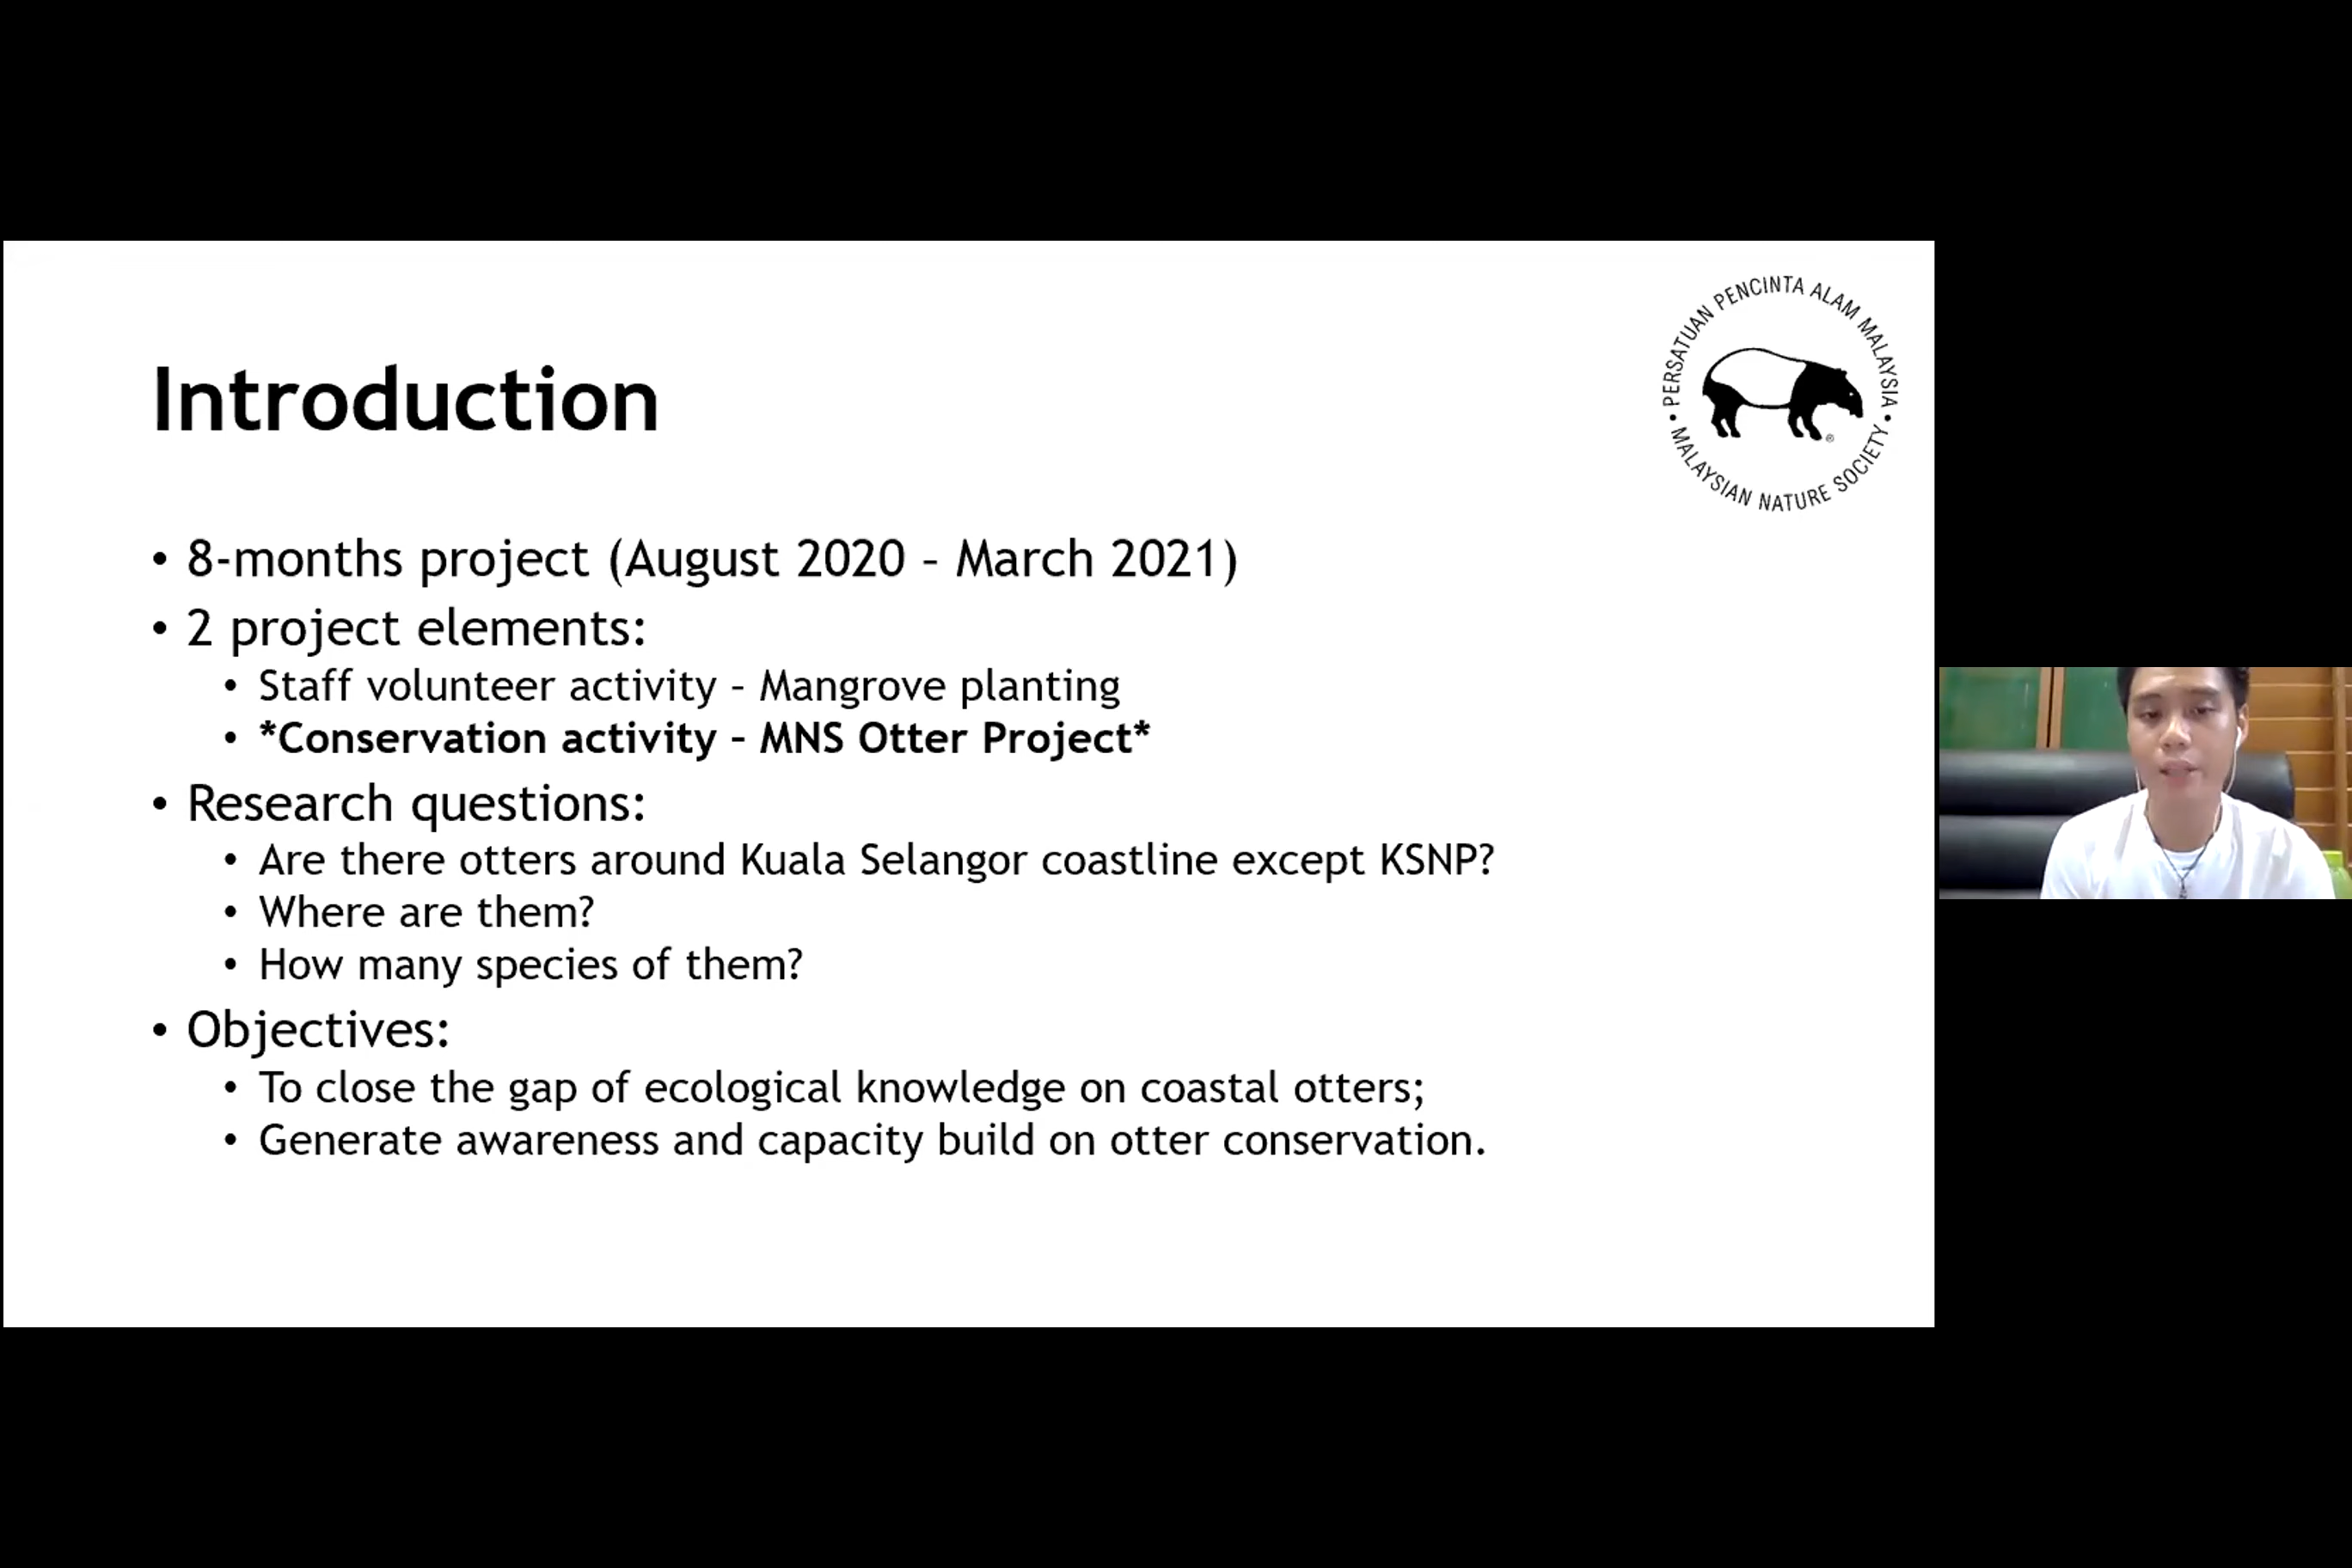 Introduction
PERSATUAN PENCINTA ALAM MALAYSIA
• MALAYSIAN NATURE SOCIETY •
®
• 8-months project (August 2020 – March 2021)
• 2 project elements:
• Staff volunteer activity – Mangrove planting
• *Conservation activity – MNS Otter Project*
• Research questions:
• Are there otters around Kuala Selangor coastline except KSNP?
• Where are them?
• How many species of them?
• Objectives:
• To close the gap of ecological knowledge on coastal otters;
• Generate awareness and capacity build on otter conservation.